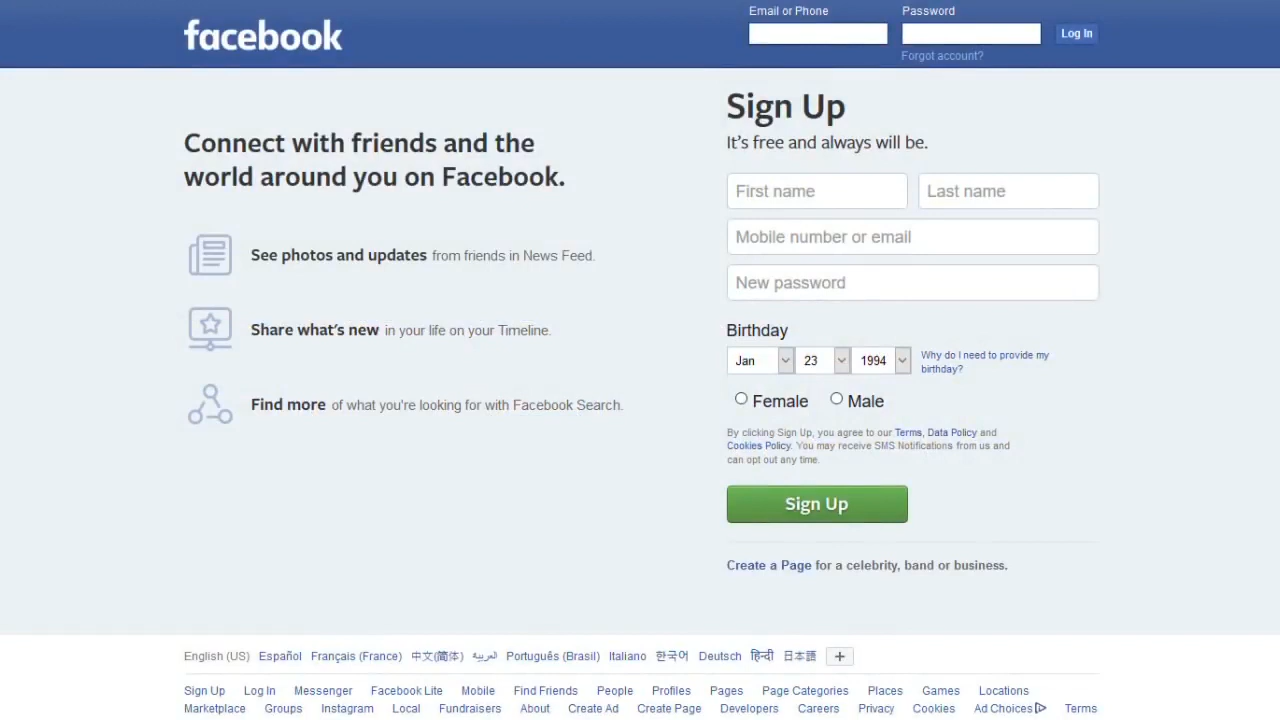 facebook
Email or Phone
Password
Log In
Forgot account?
Connect with friends and the
world around you on Facebook.
See photos and updates from friends in News Feed.
Share what's new in your life on your Timeline.
Find more of what you're looking for with Facebook Search.
Sign Up
It's free and always will be.
First name
Last name
Mobile number or email
New password
Birthday
Jan 23 1994
Why do I need to provide my
birthday?
Female Male
By clicking Sign Up, you agree to our Terms, Data Policy and
Cookies Policy. You may receive SMS Notifications from us and
can opt out any time.
Sign Up
Create a Page for a celebrity, band or business.
English (US) Español Français (France) 中文(简体) العربية Português (Brasil) Italiano 한국어 Deutsch हिन्दी 日本語 +
Sign Up Log In Messenger Facebook Lite Mobile Find Friends People Profiles Pages Page Categories Places Games Locations
Marketplace Groups Instagram Local Fundraisers About Create Ad Create Page Developers Careers Privacy Cookies Ad Choices Terms